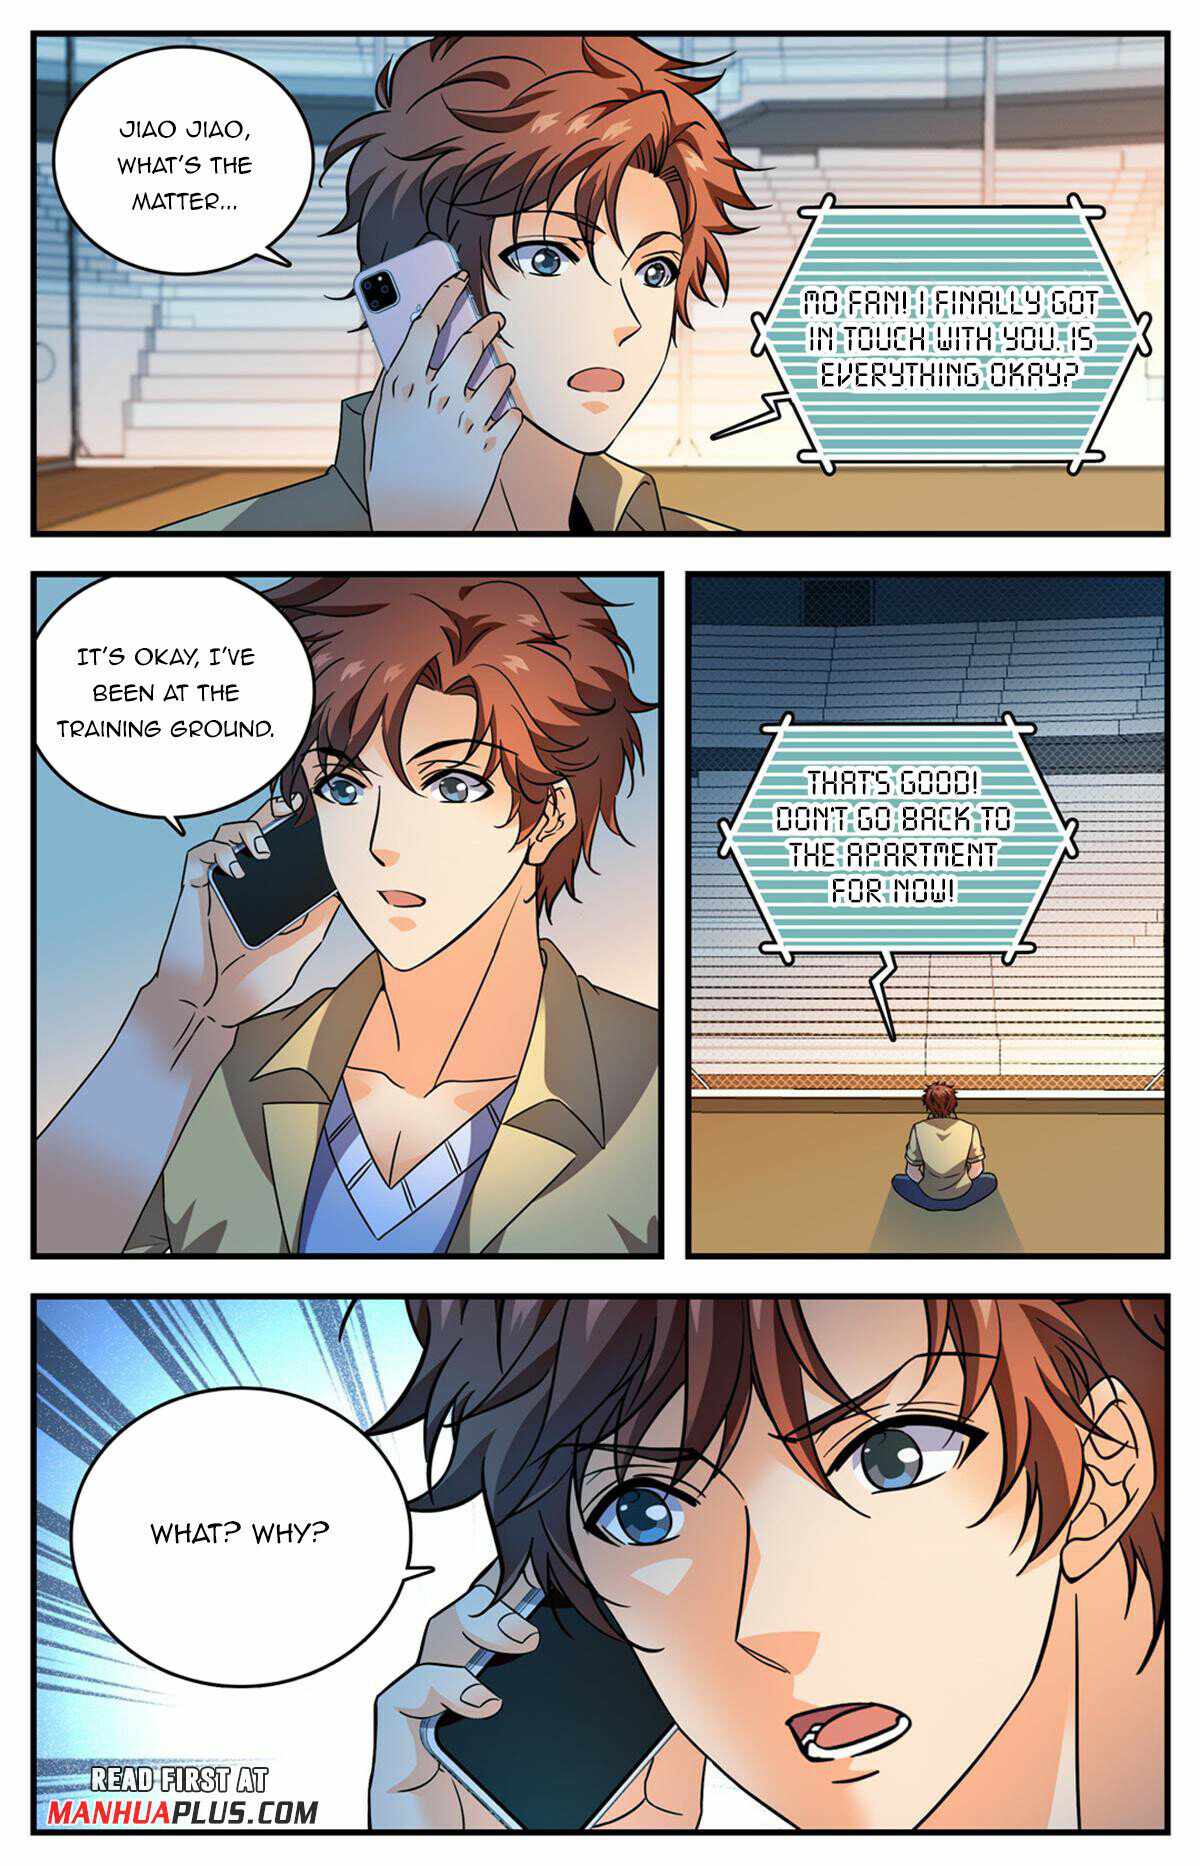 JIAO JIAO,
WHAT'S THE
MATTER...
MO FAN! I FINALLY GOT
IN TOUCH WITH YOU. IS
EVERYTHING OKAY?
IT'S OKAY, I'VE
BEEN AT THE
TRAINING GROUND.
THAT'S GOOD!
DON'T GO BACK TO
THE APARTMENT
FOR NOW!
WHAT? WHY?
READ FIRST AT
MANHUAPLUS.COM